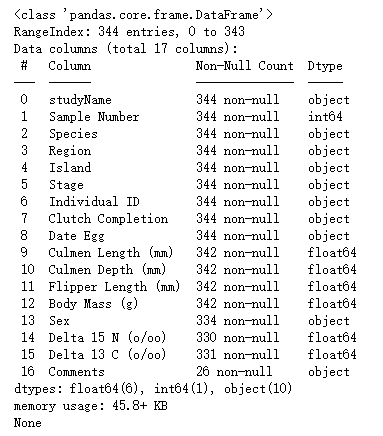 <class 'pandas.core.frame.DataFrame'>
RangeIndex: 344 entries, 0 to 343
Data columns (total 17 columns):
 #   Column               Non-Null Count  Dtype
---  ------               --------------  -----
 0   studyName            344 non-null    object
 1   Sample Number        344 non-null    int64
 2   Species              344 non-null    object
 3   Region               344 non-null    object
 4   Island               344 non-null    object
 5   Stage                344 non-null    object
 6   Individual ID        344 non-null    object
 7   Clutch Completion    344 non-null    object
 8   Date Egg             344 non-null    object
 9   Culmen Length (mm)   342 non-null    float64
 10  Culmen Depth (mm)    342 non-null    float64
 11  Flipper Length (mm)  342 non-null    float64
 12  Body Mass (g)        342 non-null    float64
 13  Sex                  334 non-null    object
 14  Delta 15 N (o/oo)    330 non-null    float64
 15  Delta 13 C (o/oo)    331 non-null    float64
 16  Comments             26 non-null     object
dtypes: float64(6), int64(1), object(10)
memory usage: 45.8+ KB
None